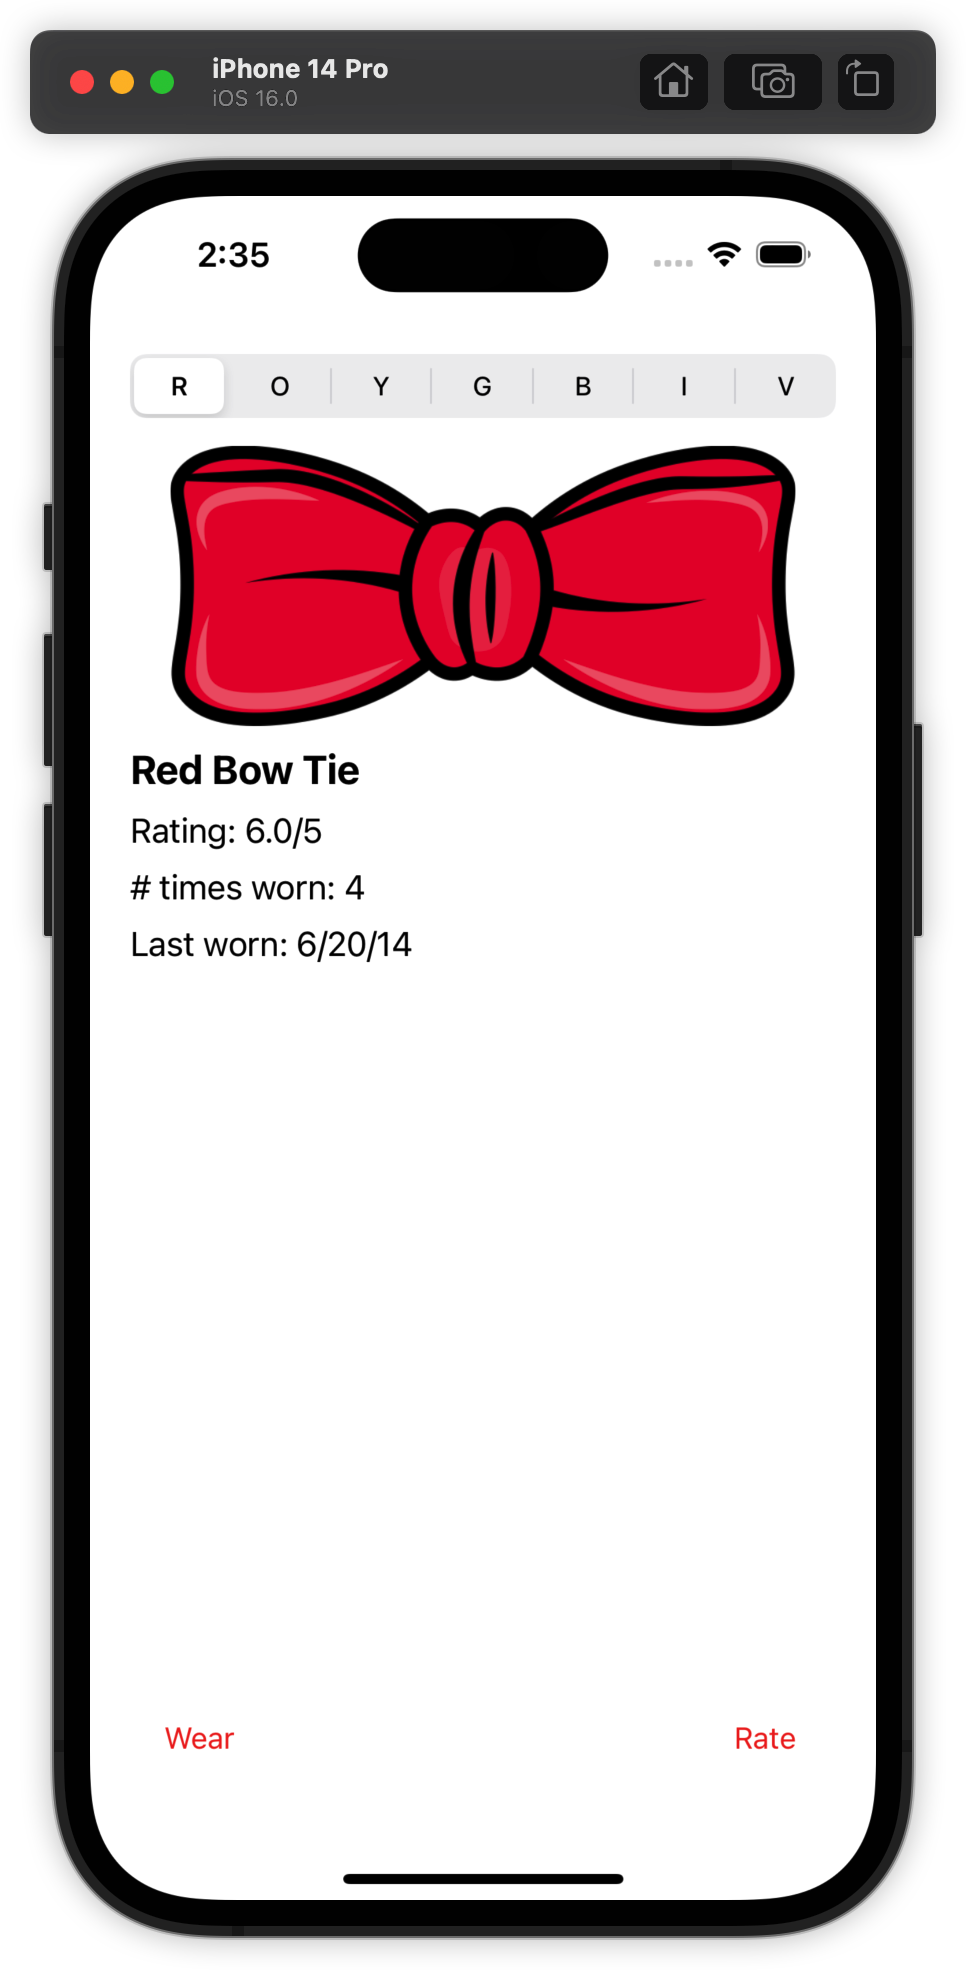 iPhone 14 Pro
iOS 16.0
2:35
R O Y G B I V
Red Bow Tie
Rating: 6.0/5
# times worn: 4
Last worn: 6/20/14
Wear Rate